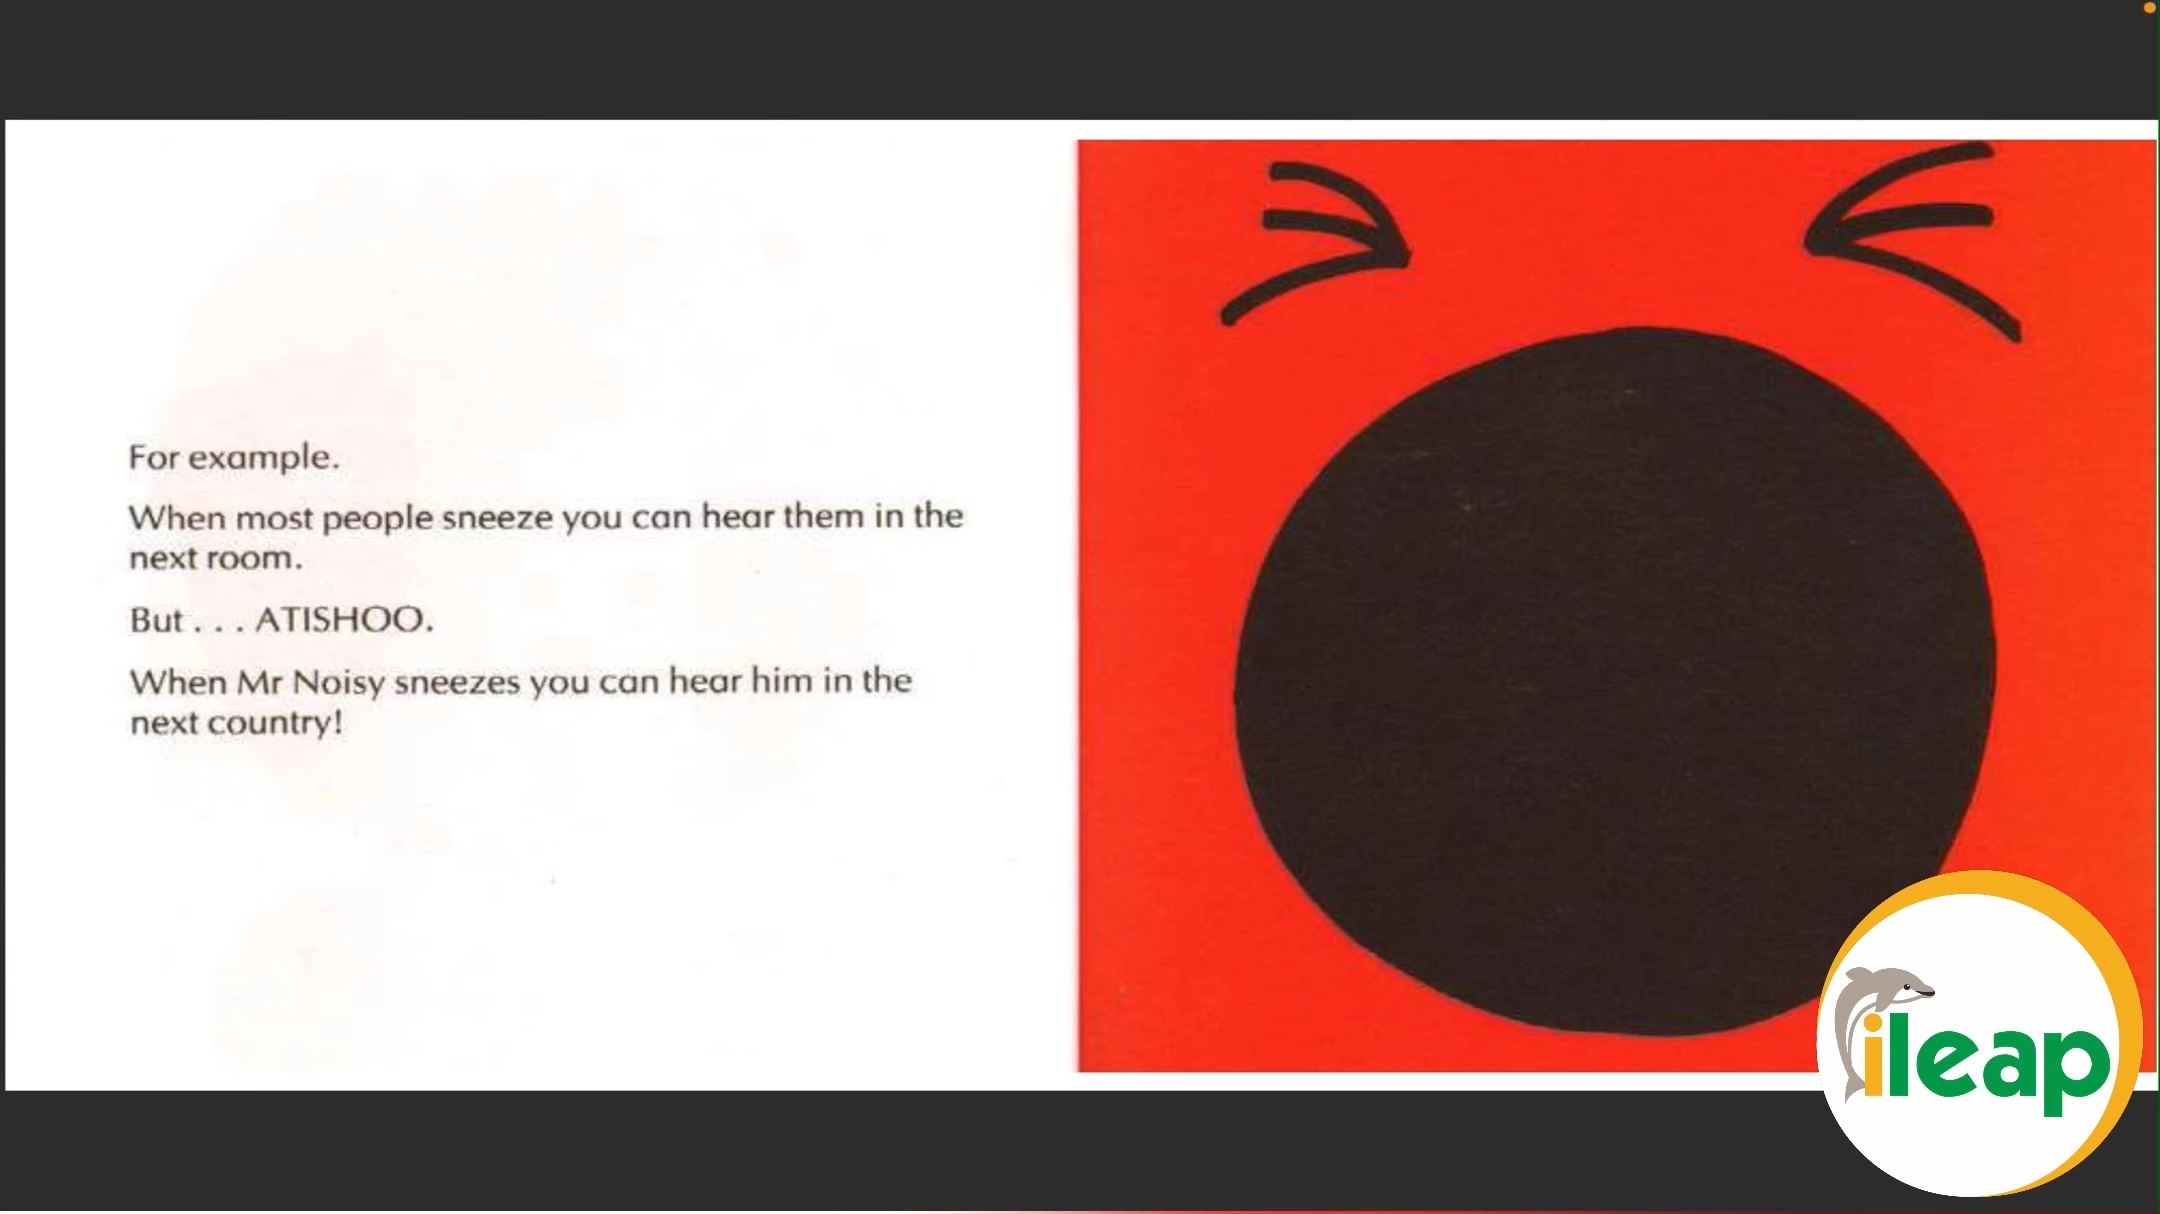 For example.
When most people sneeze you can hear them in the
next room.
But . . . ATISHOO.
When Mr Noisy sneezes you can hear him in the
next country!
ileap